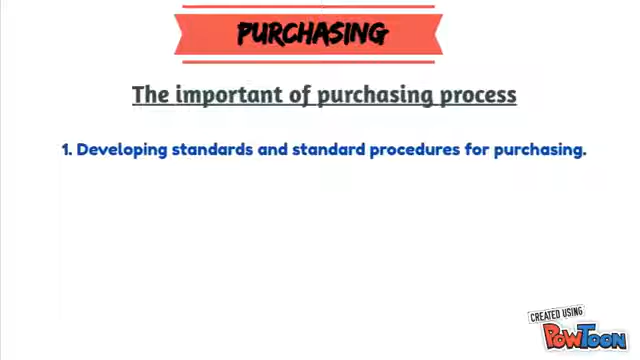 PURCHASING
The important of purchasing process
1. Developing standards and standard procedures for purchasing.
CREATED USING
POWTOON